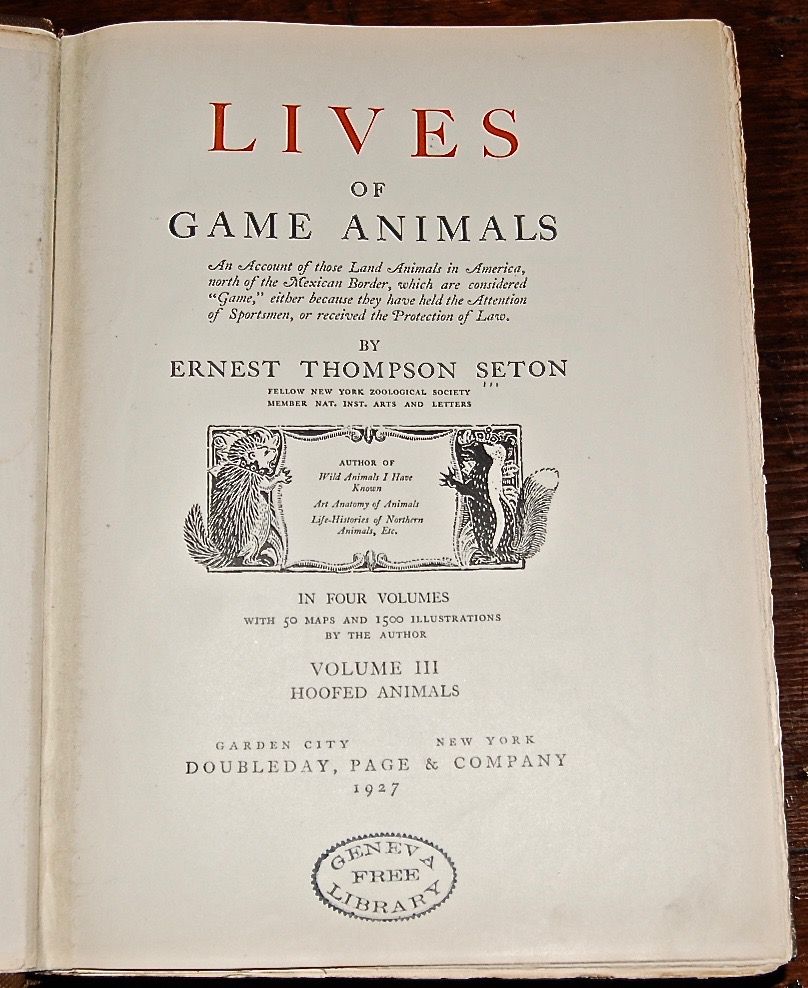 LIVES
OF
GAME ANIMALS
An Account of those Land Animals in America,
north of the Mexican Border, which are considered
"Game," either because they have held the Attention
of Sportsmen, or received the Protection of Law.
BY
ERNEST THOMPSON SETON
FELLOW NEW YORK ZOOLOGICAL SOCIETY
MEMBER NAT. INST. ARTS AND LETTERS
AUTHOR OF
Wild Animals I Have
Known
Art Anatomy of Animals
Life-Histories of Northern
Animals, Etc.
IN FOUR VOLUMES
WITH 50 MAPS AND 1500 ILLUSTRATIONS
BY THE AUTHOR
VOLUME III
HOOFED ANIMALS
GARDEN CITY NEW YORK
DOUBLEDAY, PAGE & COMPANY
1927
GENEVA
FREE
LIBRARY